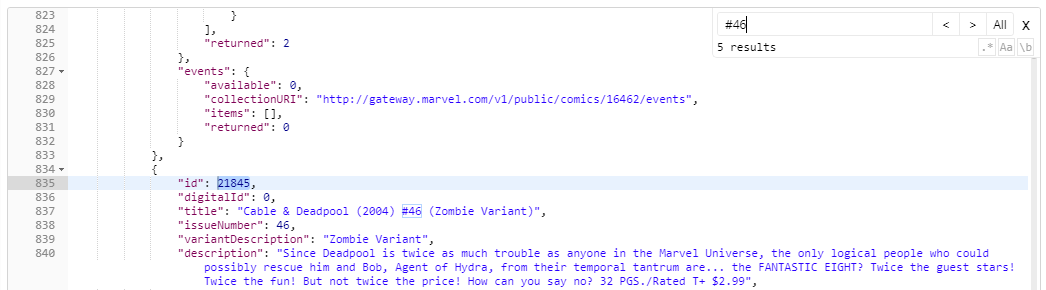 823 }
824 ],
825 "returned": 2
826 },
827 "events": {
828 "available": 0,
829 "collectionURI": "http://gateway.marvel.com/v1/public/comics/16462/events",
830 "items": [],
831 "returned": 0
832 }
833 },
834 {
835 "id": 21845,
836 "digitalId": 0,
837 "title": "Cable & Deadpool (2004) #46 (Zombie Variant)",
838 "issueNumber": 46,
839 "variantDescription": "Zombie Variant",
840 "description": "Since Deadpool is twice as much trouble as anyone in the Marvel Universe, the only logical people who could
possibly rescue him and Bob, Agent of Hydra, from their temporal tantrum are... the FANTASTIC EIGHT? Twice the guest stars!
Twice the fun! But not twice the price! How can you say no? 32 PGS./Rated T+ $2.99",
#46 < > All X
5 results .* Aa \b